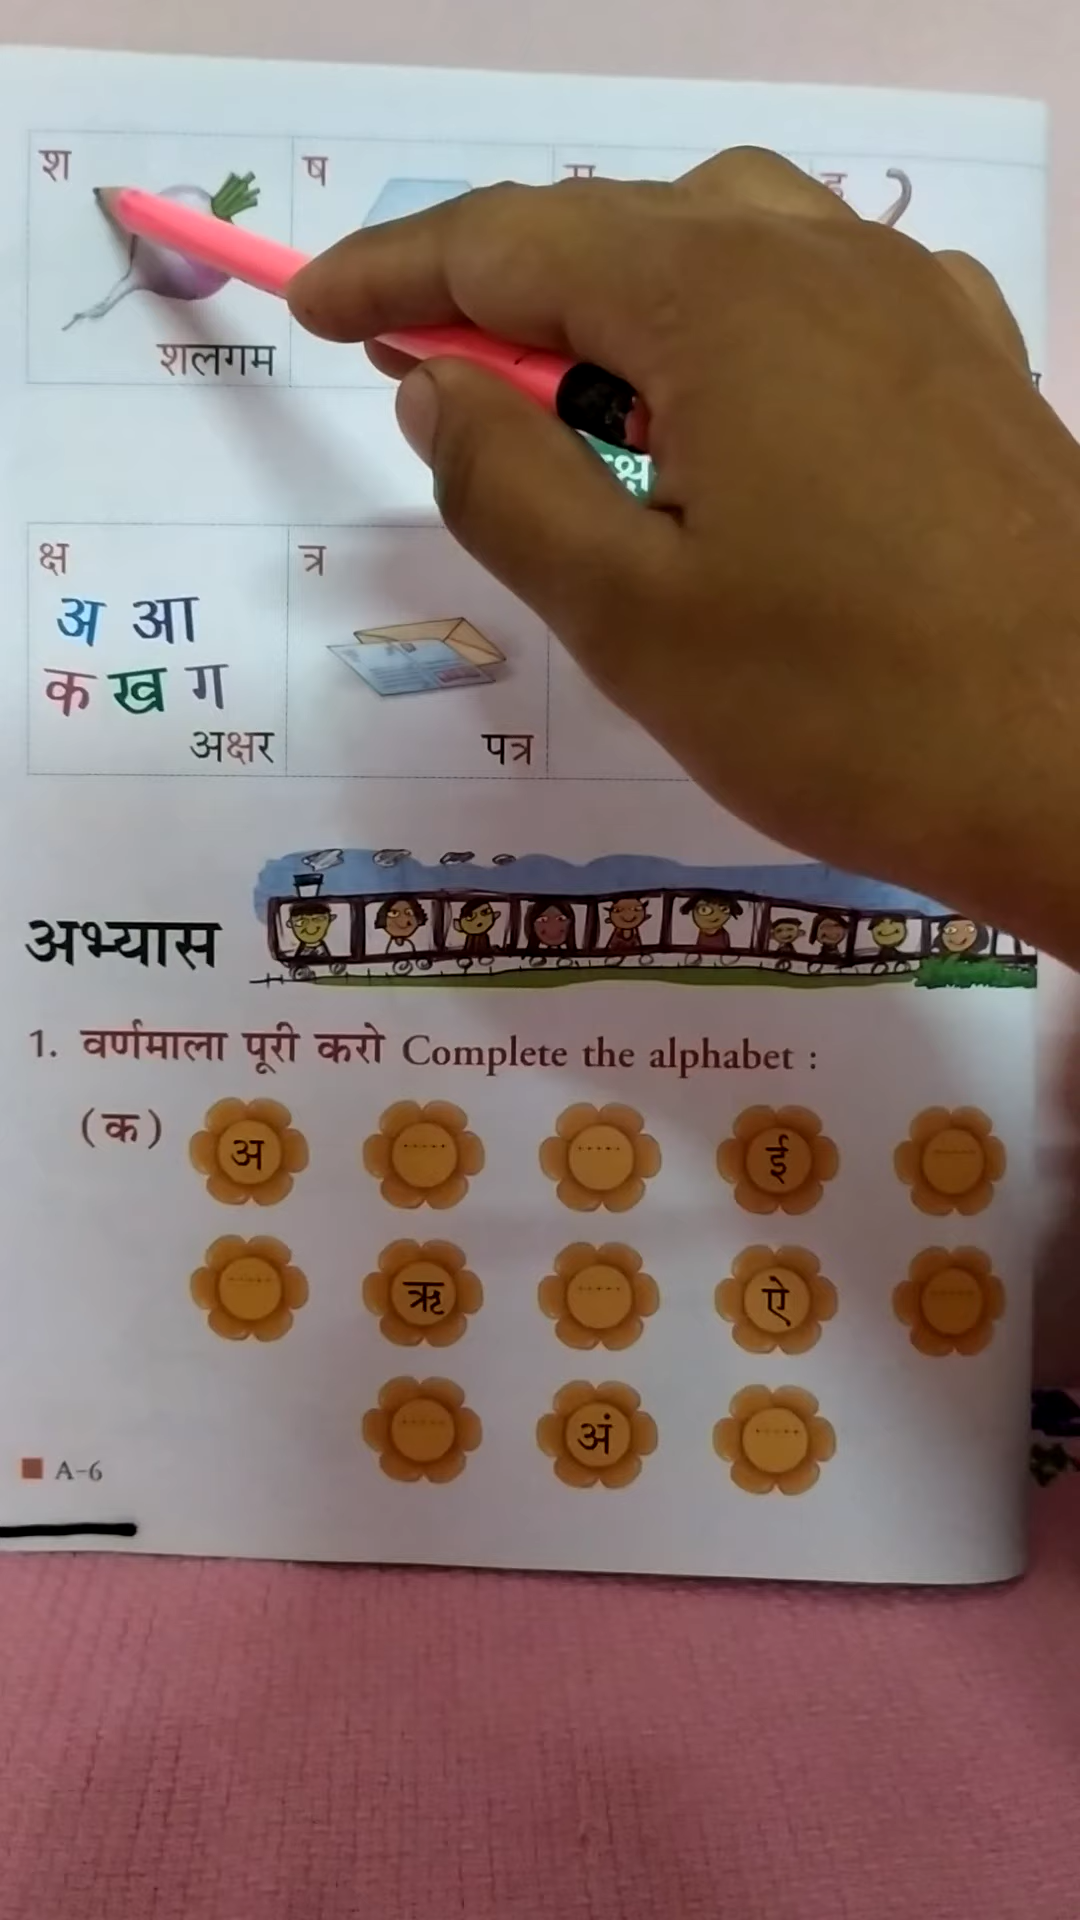 श ष स ह
शलगम
क्ष त्र
अ आ
क ख ग
अक्षर पत्र
अभ्यास
1. वर्णमाला पूरी करो Complete the alphabet :
(क) अ ..... ..... ई .....
..... ऋ ..... ऐ .....
..... अं .....
A-6